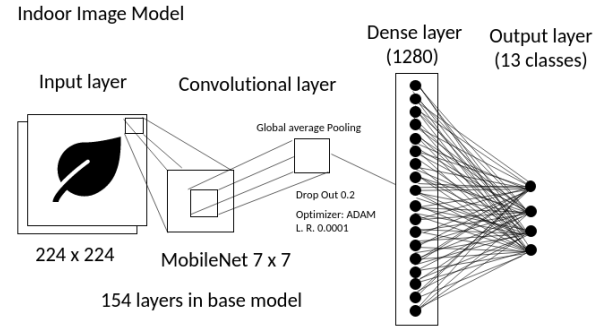 Indoor Image Model
Input layer
Convolutional layer
Dense layer
(1280)
Output layer
(13 classes)
Global average Pooling
Drop Out 0.2
Optimizer: ADAM
L. R. 0.0001
224 x 224
MobileNet 7 x 7
154 layers in base model